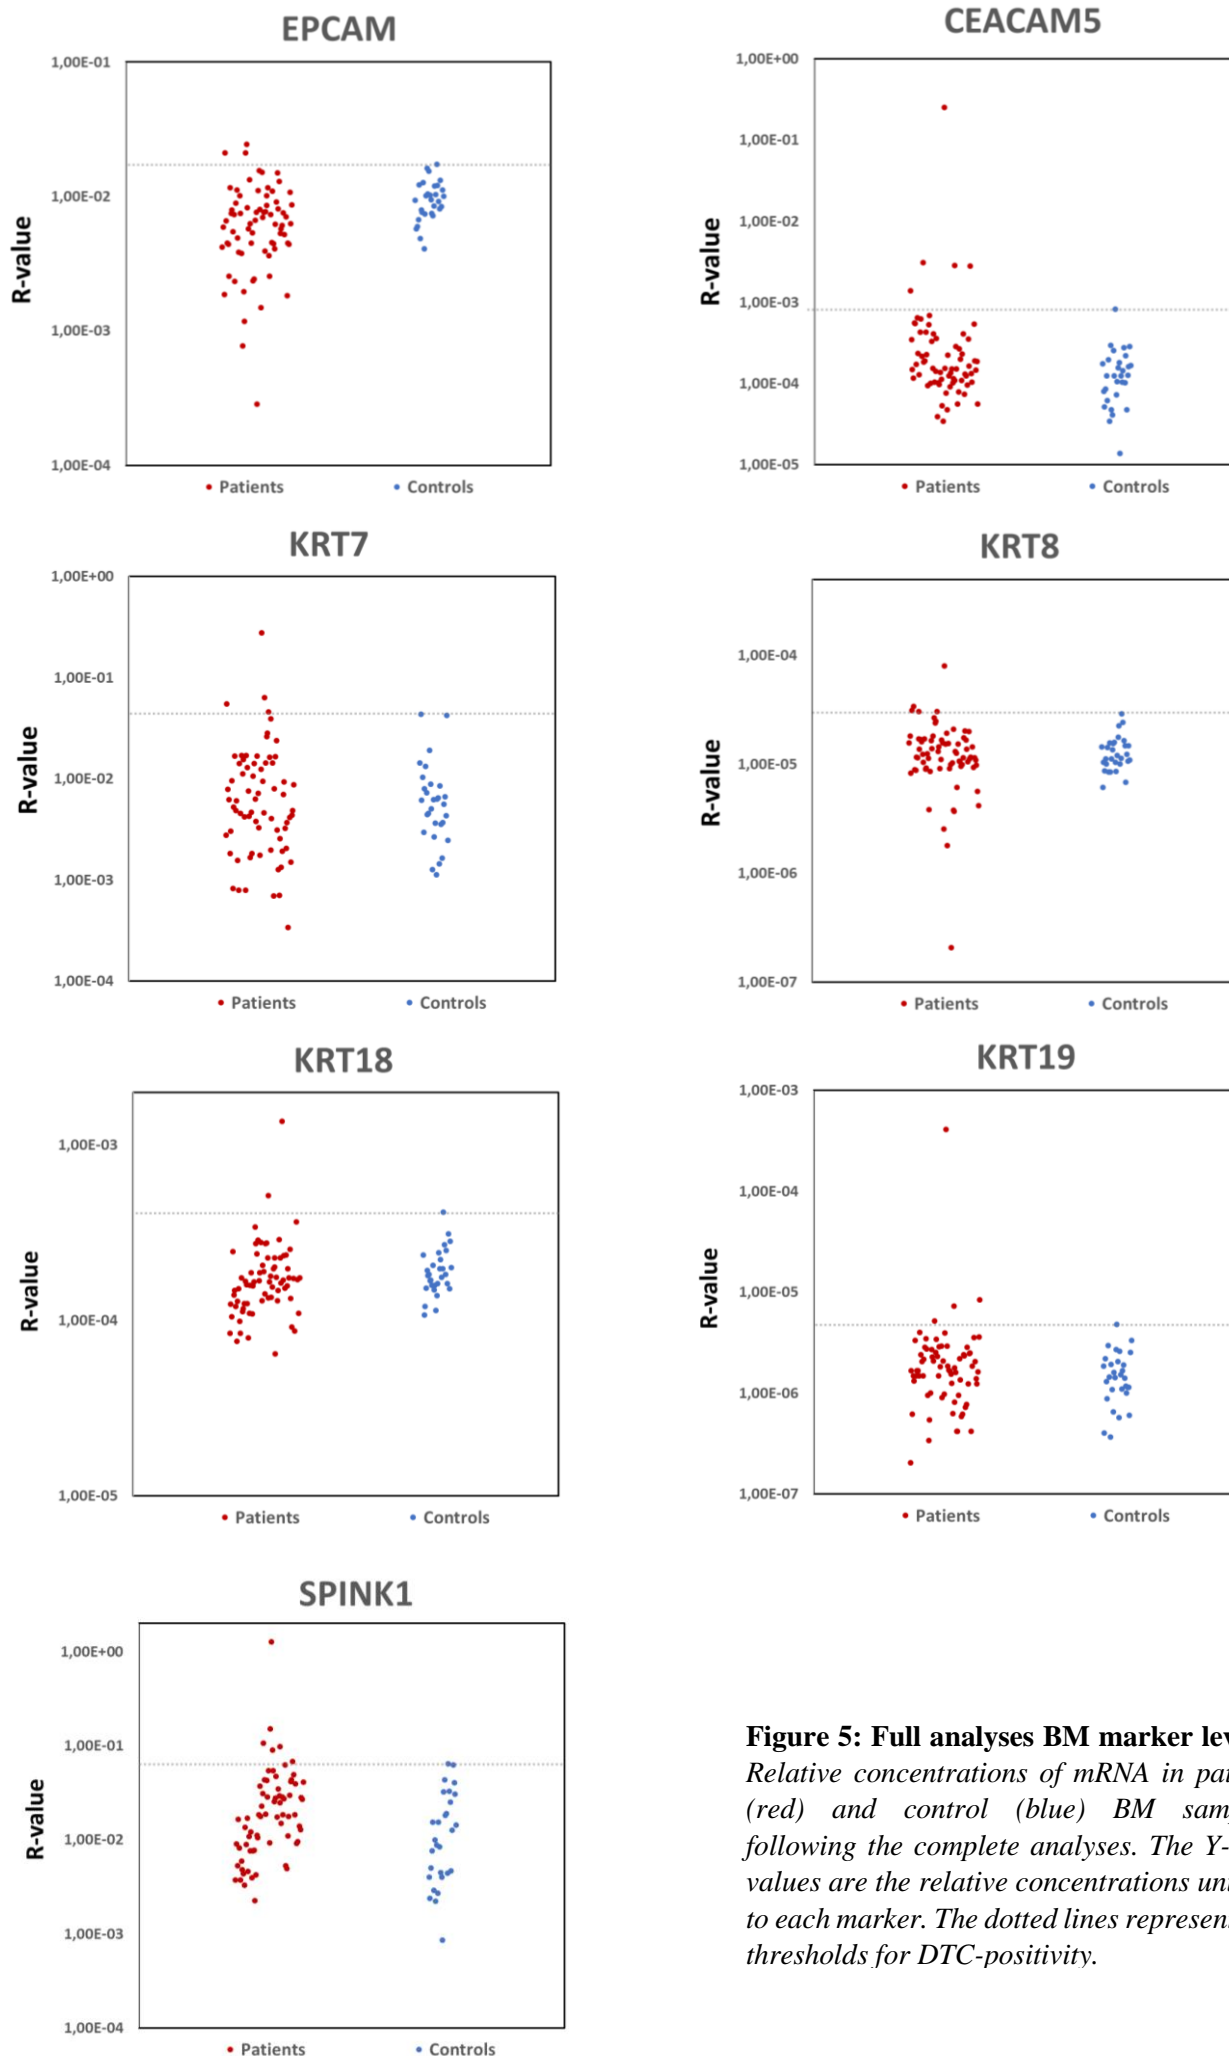 EPCAM
1,00E-01
1,00E-02
1,00E-03
1,00E-04
R-value
Patients
Controls
CEACAM5
1,00E+00
1,00E-01
1,00E-02
1,00E-03
1,00E-04
1,00E-05
R-value
Patients
Controls
KRT7
1,00E+00
1,00E-01
1,00E-02
1,00E-03
1,00E-04
R-value
Patients
Controls
KRT8
1,00E-04
1,00E-05
1,00E-06
1,00E-07
R-value
Patients
Controls
KRT18
1,00E-03
1,00E-04
1,00E-05
R-value
Patients
Controls
KRT19
1,00E-03
1,00E-04
1,00E-05
1,00E-06
1,00E-07
R-value
Patients
Controls
SPINK1
1,00E+00
1,00E-01
1,00E-02
1,00E-03
1,00E-04
R-value
Patients
Controls
Figure 5: Full analyses BM marker lev
Relative concentrations of mRNA in pat
(red) and control (blue) BM sam
following the complete analyses. The Y-
values are the relative concentrations un
to each marker. The dotted lines represen
thresholds for DTC-positivity.